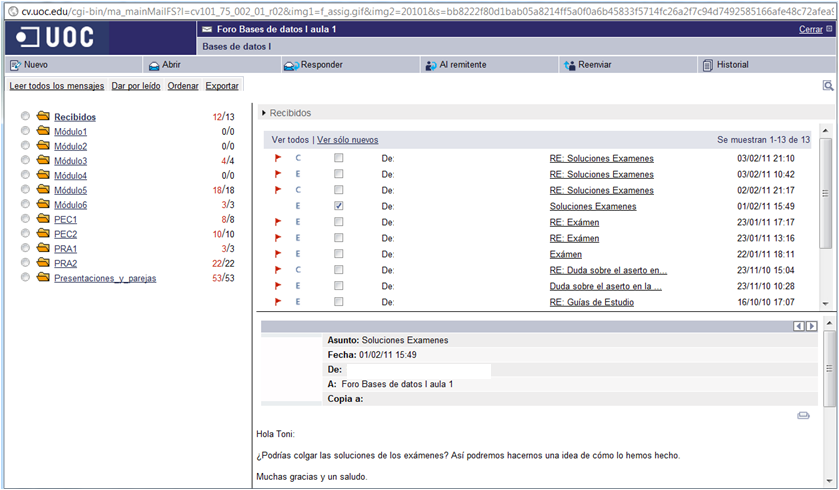 cv.uoc.edu/cgi-bin/ma_mainMailFS?l=cv101_75_002_01_r02&img1=f_assig.gif&img2=20101&s=bb8222f80d1bab05a8214ff5a0f0a6b45833f5714fc26a2f7c94d7492585166afe48c72afea9
UOC
Foro Bases de datos I aula 1
Cerrar
Bases de datos I
Nuevo Abrir Responder Al remitente Reenviar Historial
Leer todos los mensajes Dar por leído Ordenar Exportar
Recibidos 12/13
Módulo1 0/0
Módulo2 0/0
Módulo3 4/4
Módulo4 0/0
Módulo5 18/18
Módulo6 3/3
PEC1 8/8
PEC2 10/10
PRA1 3/3
PRA2 22/22
Presentaciones_y_parejas 53/53
Recibidos
Ver todos | Ver sólo nuevos Se muestran 1-13 de 13
C De: RE: Soluciones Examenes 03/02/11 21:10
E De: RE: Soluciones Examenes 03/02/11 10:42
C De: RE: Soluciones Examenes 02/02/11 21:17
E De: Soluciones Examenes 01/02/11 15:49
E De: RE: Exámen 23/01/11 17:17
E De: RE: Exámen 23/01/11 13:16
E De: Exámen 22/01/11 18:11
C De: RE: Duda sobre el aserto en... 23/11/10 15:04
E De: Duda sobre el aserto en la ... 23/11/10 10:28
E De: RE: Guías de Estudio 16/10/10 17:07
Asunto: Soluciones Examenes
Fecha: 01/02/11 15:49
De:
A: Foro Bases de datos I aula 1
Copia a:
Hola Toni:
¿Podrías colgar las soluciones de los exámenes? Así podremos hacernos una idea de cómo lo hemos hecho.
Muchas gracias y un saludo.